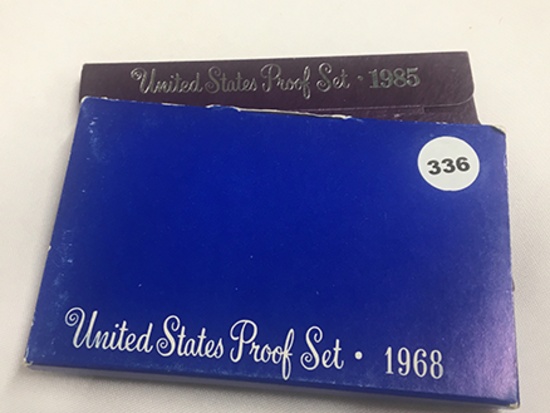 United States Proof Set · 1985
336
United States Proof Set · 1968